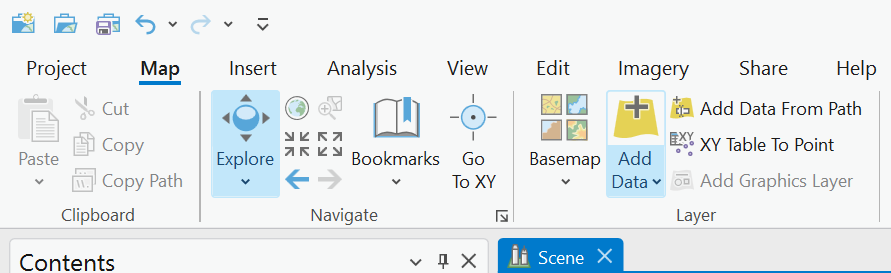 Project Map Insert Analysis View Edit Imagery Share Help
Paste
Cut
Copy
Copy Path
Clipboard
Explore
Bookmarks
Go
To XY
Navigate
Basemap
Add
Data
Add Data From Path
XY Table To Point
Add Graphics Layer
Layer
Contents
Scene